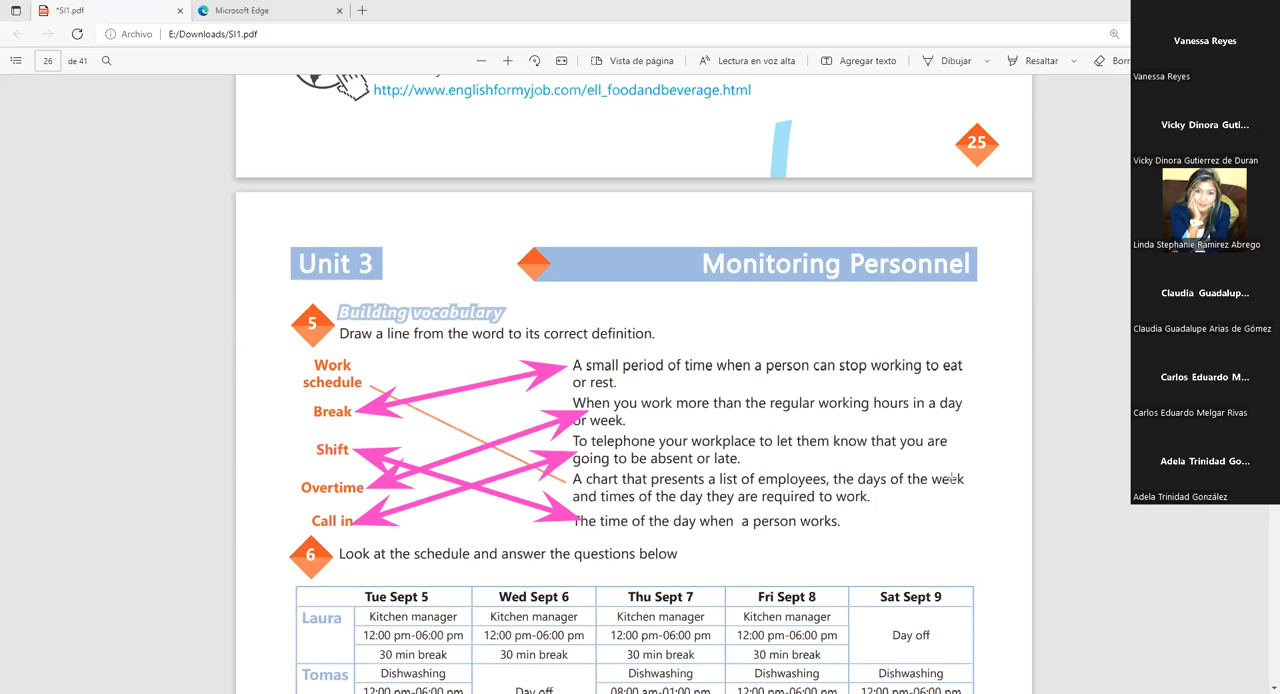 *SI1.pdf
Microsoft Edge
Archivo
E:/Downloads/SI1.pdf
26
de 41
Vista de página
Lectura en voz alta
Agregar texto
Dibujar
Resaltar
http://www.englishformyjob.com/ell_foodandbeverage.html
25
Unit 3
Monitoring Personnel
5
Building vocabulary
Draw a line from the word to its correct definition.
Work
schedule
Break
Shift
Overtime
Call in
A small period of time when a person can stop working to eat
or rest.
When you work more than the regular working hours in a day
or week.
To telephone your workplace to let them know that you are
going to be absent or late.
A chart that presents a list of employees, the days of the week
and times of the day they are required to work.
The time of the day when a person works.
6
Look at the schedule and answer the questions below
Tue Sept 5 Wed Sept 6 Thu Sept 7 Fri Sept 8 Sat Sept 9
Laura Kitchen manager Kitchen manager Kitchen manager Kitchen manager
12:00 pm-06:00 pm 12:00 pm-06:00 pm 12:00 pm-06:00 pm 12:00 pm-06:00 pm Day off
30 min break 30 min break 30 min break 30 min break
Tomas Dishwashing Dishwashing Dishwashing Dishwashing
12:00 pm-06:00 pm Day off 08:00 am-01:00 pm 12:00 pm-06:00 pm 12:00 pm-06:00 pm
Vanessa Reyes
Vanessa Reyes
Vicky Dinora Guti...
Vicky Dinora Gutierrez de Duran
Linda Stephanie Ramirez Abrego
Claudia Guadalup...
Claudia Guadalupe Arias de Gómez
Carlos Eduardo M...
Carlos Eduardo Melgar Rivas
Adela Trinidad Go...
Adela Trinidad González